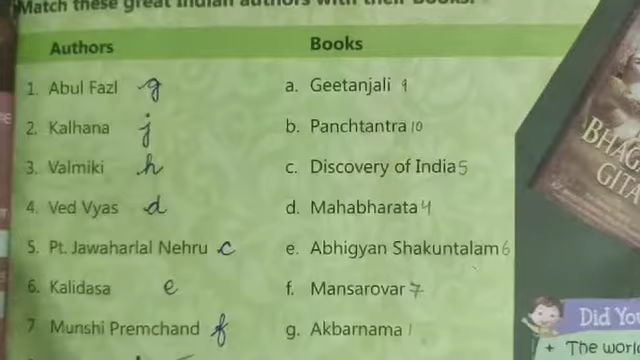 Match these great Indian authors with their books.
Authors Books
1. Abul Fazl g a. Geetanjali 9
2. Kalhana j b. Panchtantra 10
3. Valmiki h c. Discovery of India 5
4. Ved Vyas d d. Mahabharata 4
5. Pt. Jawaharlal Nehru c e. Abhigyan Shakuntalam 6
6. Kalidasa e f. Mansarovar 7
7 Munshi Premchand f g. Akbarnama 1
BHAG
GITA
Did You
+ The world